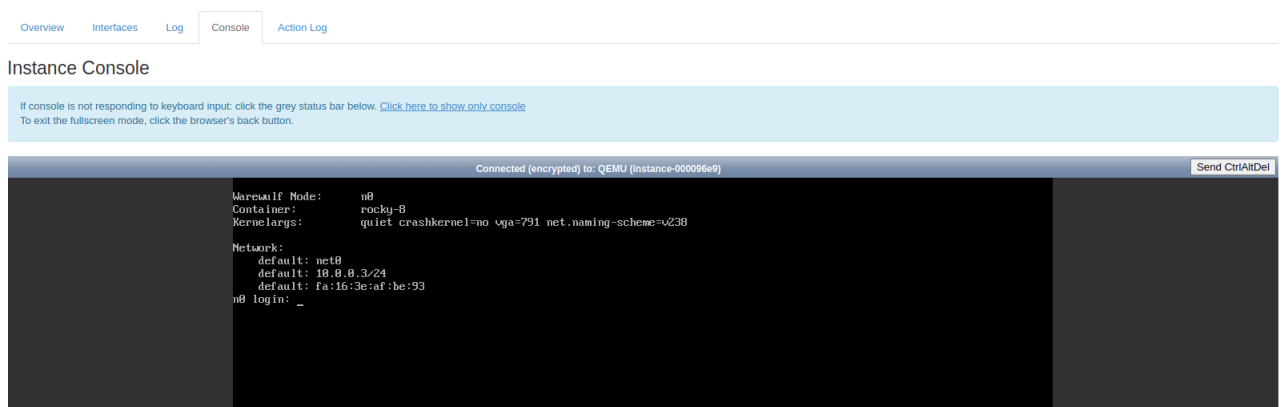 Overview Interfaces Log Console Action Log
Instance Console
If console is not responding to keyboard input: click the grey status bar below. Click here to show only console
To exit the fullscreen mode, click the browser's back button.
Connected (encrypted) to: QEMU (instance-000096e9) Send CtrlAltDel
Warewulf Node: n0
Container: rocky-8
Kernelargs: quiet crashkernel=no vga=791 net.naming-scheme=v238
Network:
default: net0
default: 10.0.0.3/24
default: fa:16:3e:af:be:93
n0 login: _